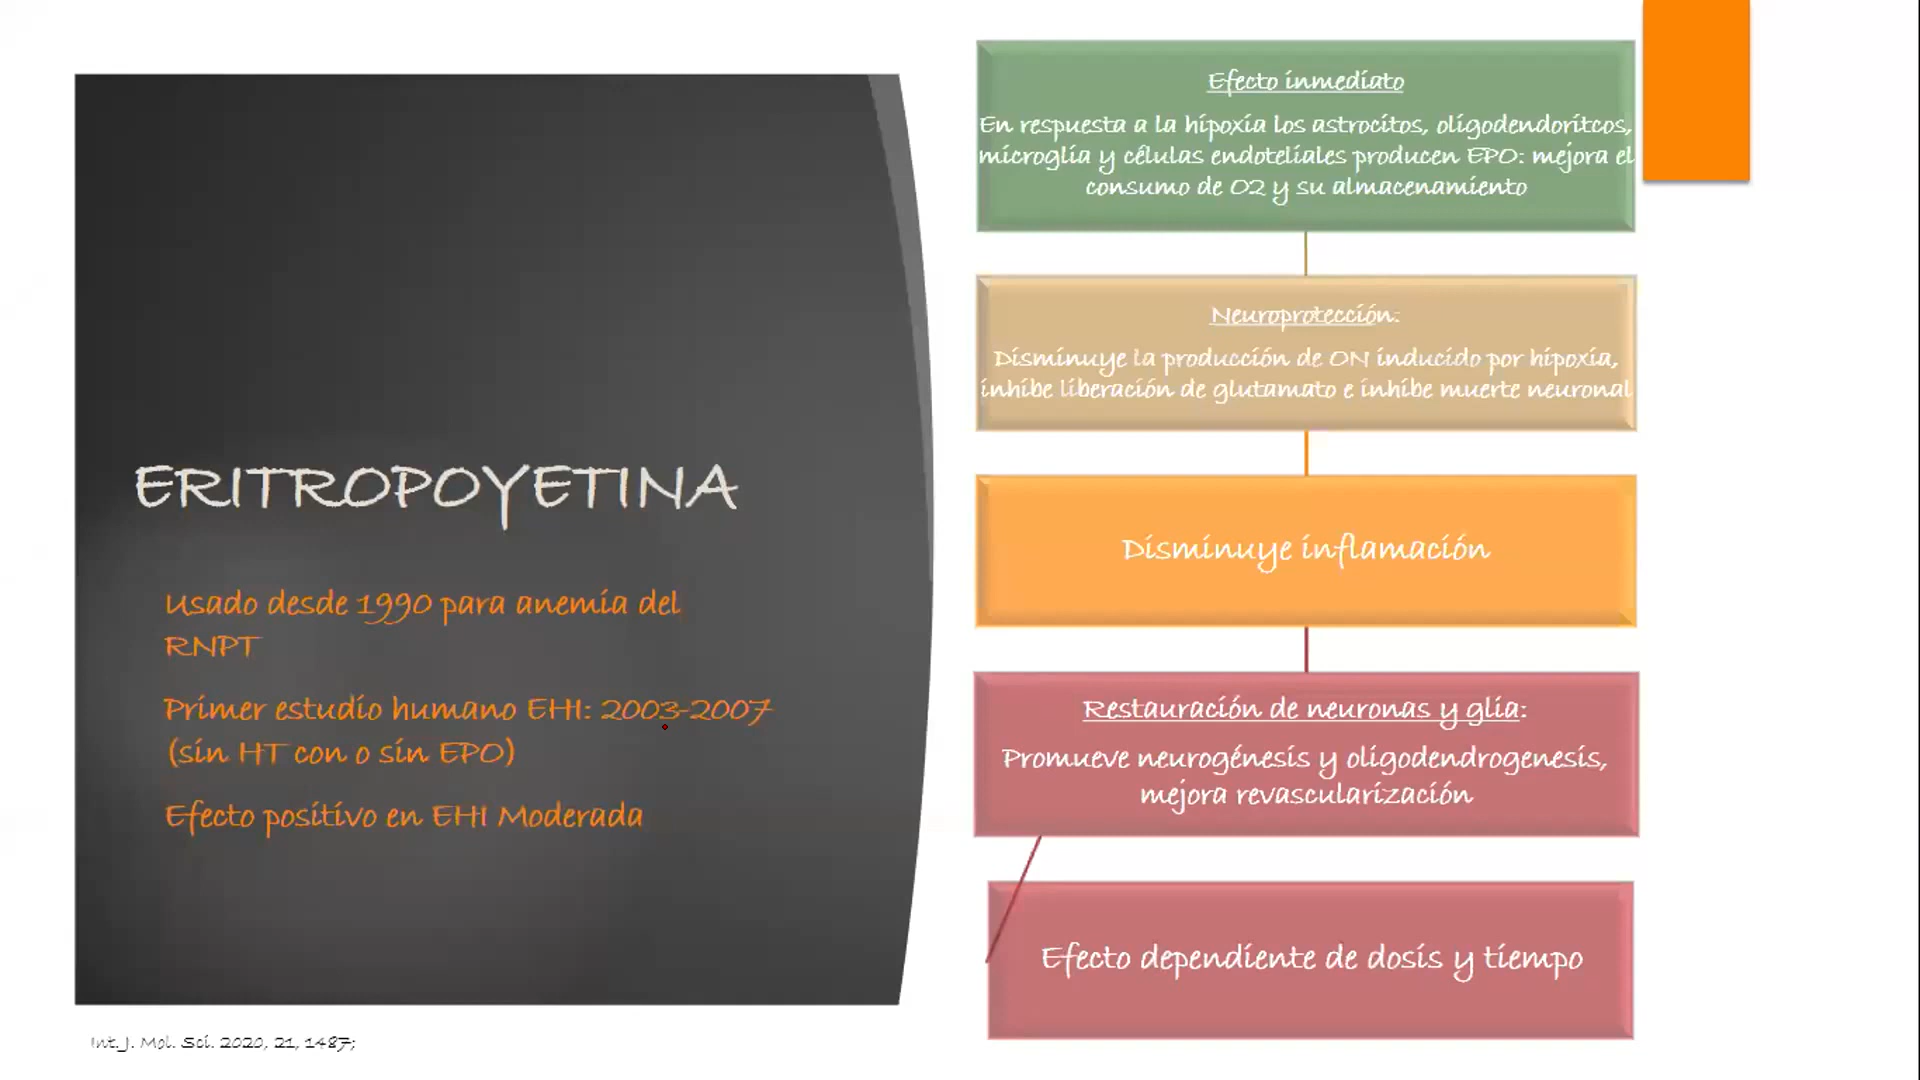 ERITROPOYETINA
Usado desde 1990 para anemia del
RNPT
Primer estudio humano EHI: 2003-2007
(sin HT con o sin EPO)
Efecto positivo en EHI Moderada
Int. J. Mol. Sci. 2020, 21, 1487;
Efecto inmediato
En respuesta a la hipoxia los astrocitos, oligodendoritcos,
microglia y células endoteliales producen EPO: mejora el
consumo de O2 y su almacenamiento
Neuroprotección:
Disminuye la producción de ON inducido por hipoxia,
inhibe liberación de glutamato e inhibe muerte neuronal
Disminuye inflamación
Restauración de neuronas y glia:
Promueve neurogénesis y oligodendrogenesis,
mejora revascularización
Efecto dependiente de dosis y tiempo